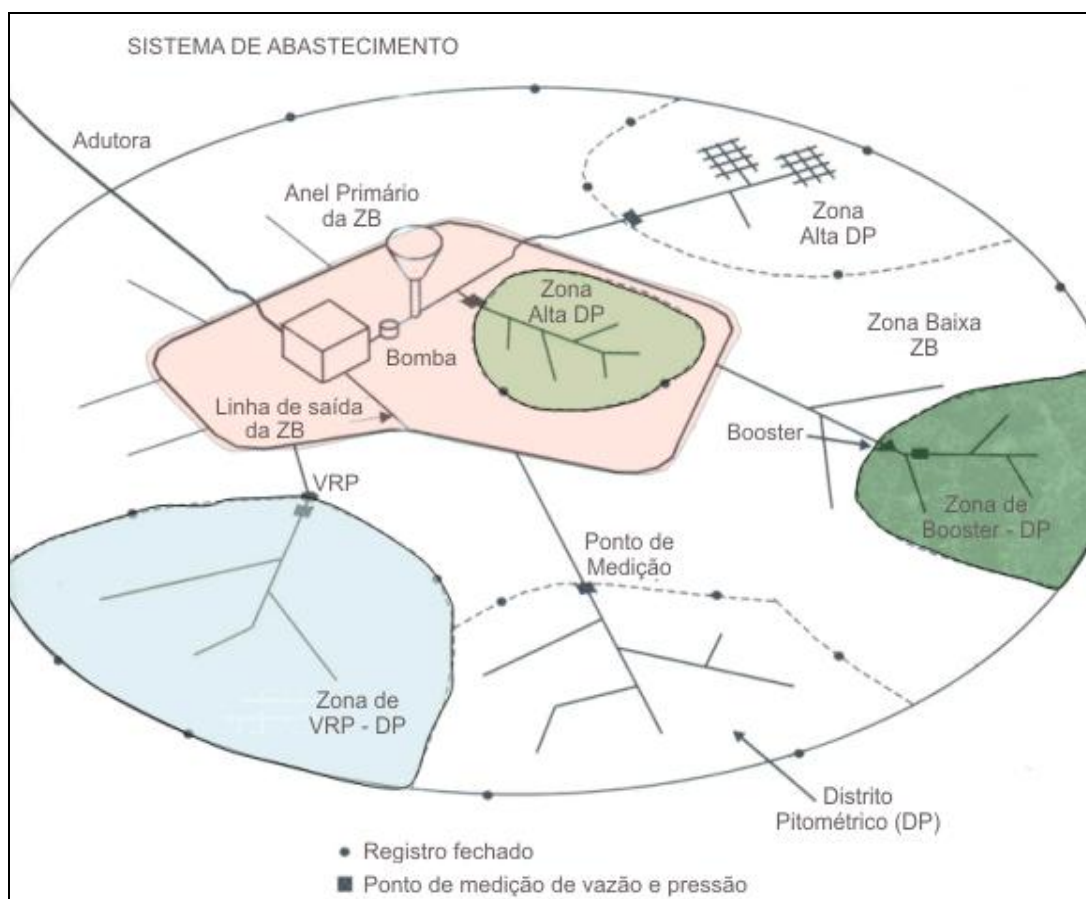 SISTEMA DE ABASTECIMENTO
Adutora
Anel Primário
da ZB
Zona
Alta DP
Zona
Alta DP
Zona Baixa
ZB
Bomba
Linha de saída
da ZB
Booster
VRP
Zona de
Booster - DP
Ponto de
Medição
Zona de
VRP - DP
Distrito
Pitométrico (DP)
Registro fechado
Ponto de medição de vazão e pressão